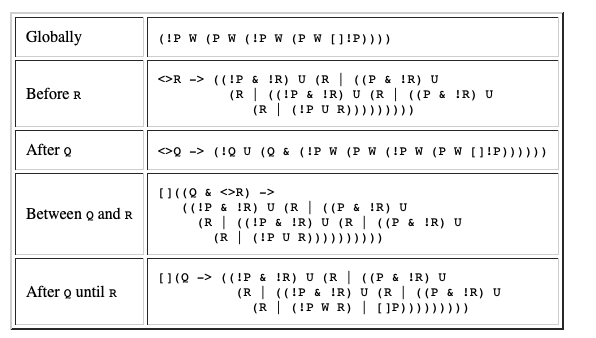 Globally
(!P W (P W (!P W (P W []!P))))
Before R
<>R -> ((!P & !R) U (R | ((P & !R) U
(R | ((!P & !R) U (R | ((P & !R) U
(R | (!P U R)))))))))
After Q
<>Q -> (!Q U (Q & (!P W (P W (!P W (P W []!P))))))
Between Q and R
[]((Q & <>R) ->
((!P & !R) U (R | ((P & !R) U
(R | ((!P & !R) U (R | ((P & !R) U
(R | (!P U R))))))))))
After Q until R
[](Q -> ((!P & !R) U (R | ((P & !R) U
(R | ((!P & !R) U (R | ((P & !R) U
(R | (!P W R) | []P)))))))))